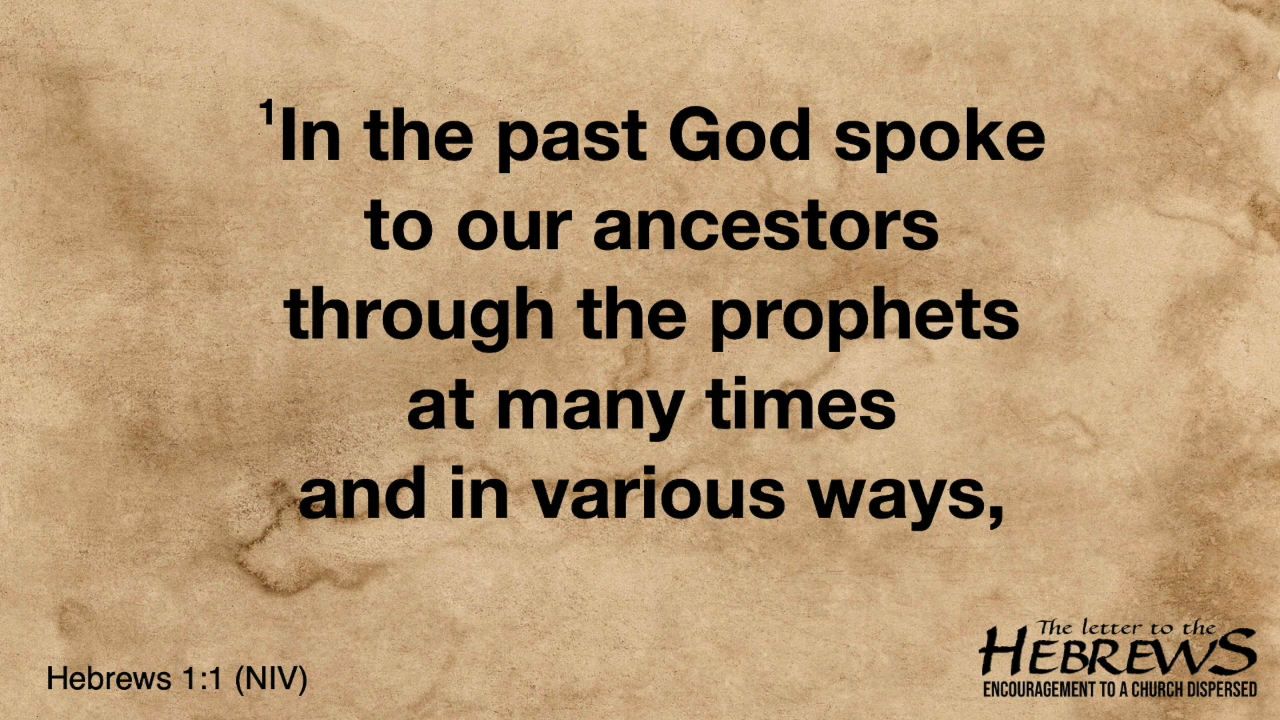 ¹In the past God spoke
to our ancestors
through the prophets
at many times
and in various ways,
Hebrews 1:1 (NIV)
The letter to the
HEBREWS
ENCOURAGEMENT TO A CHURCH DISPERSED